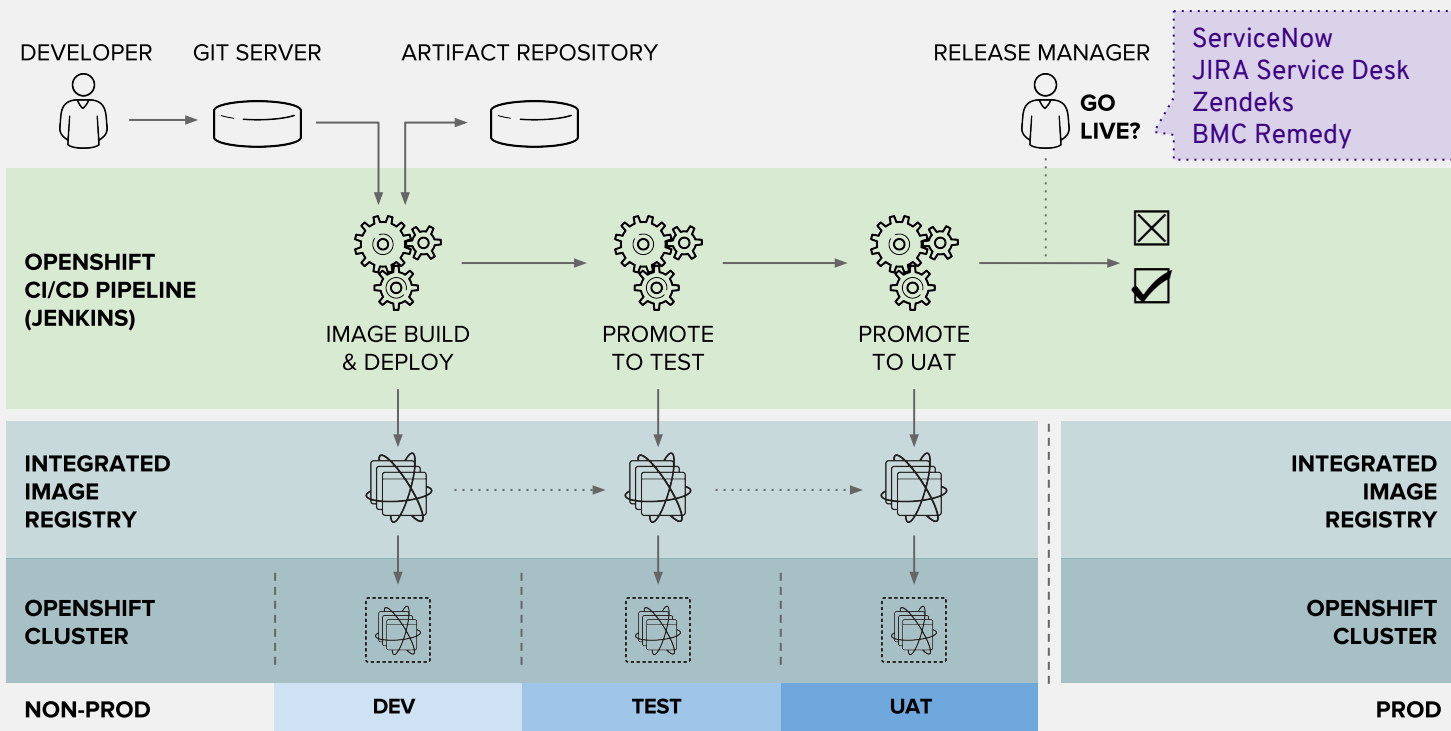 DEVELOPER
GIT SERVER
ARTIFACT REPOSITORY
RELEASE MANAGER
GO
LIVE?
ServiceNow
JIRA Service Desk
Zendeks
BMC Remedy
OPENSHIFT
CI/CD PIPELINE
(JENKINS)
IMAGE BUILD
& DEPLOY
PROMOTE
TO TEST
PROMOTE
TO UAT
INTEGRATED
IMAGE
REGISTRY
INTEGRATED
IMAGE
REGISTRY
OPENSHIFT
CLUSTER
OPENSHIFT
CLUSTER
NON-PROD
DEV
TEST
UAT
PROD